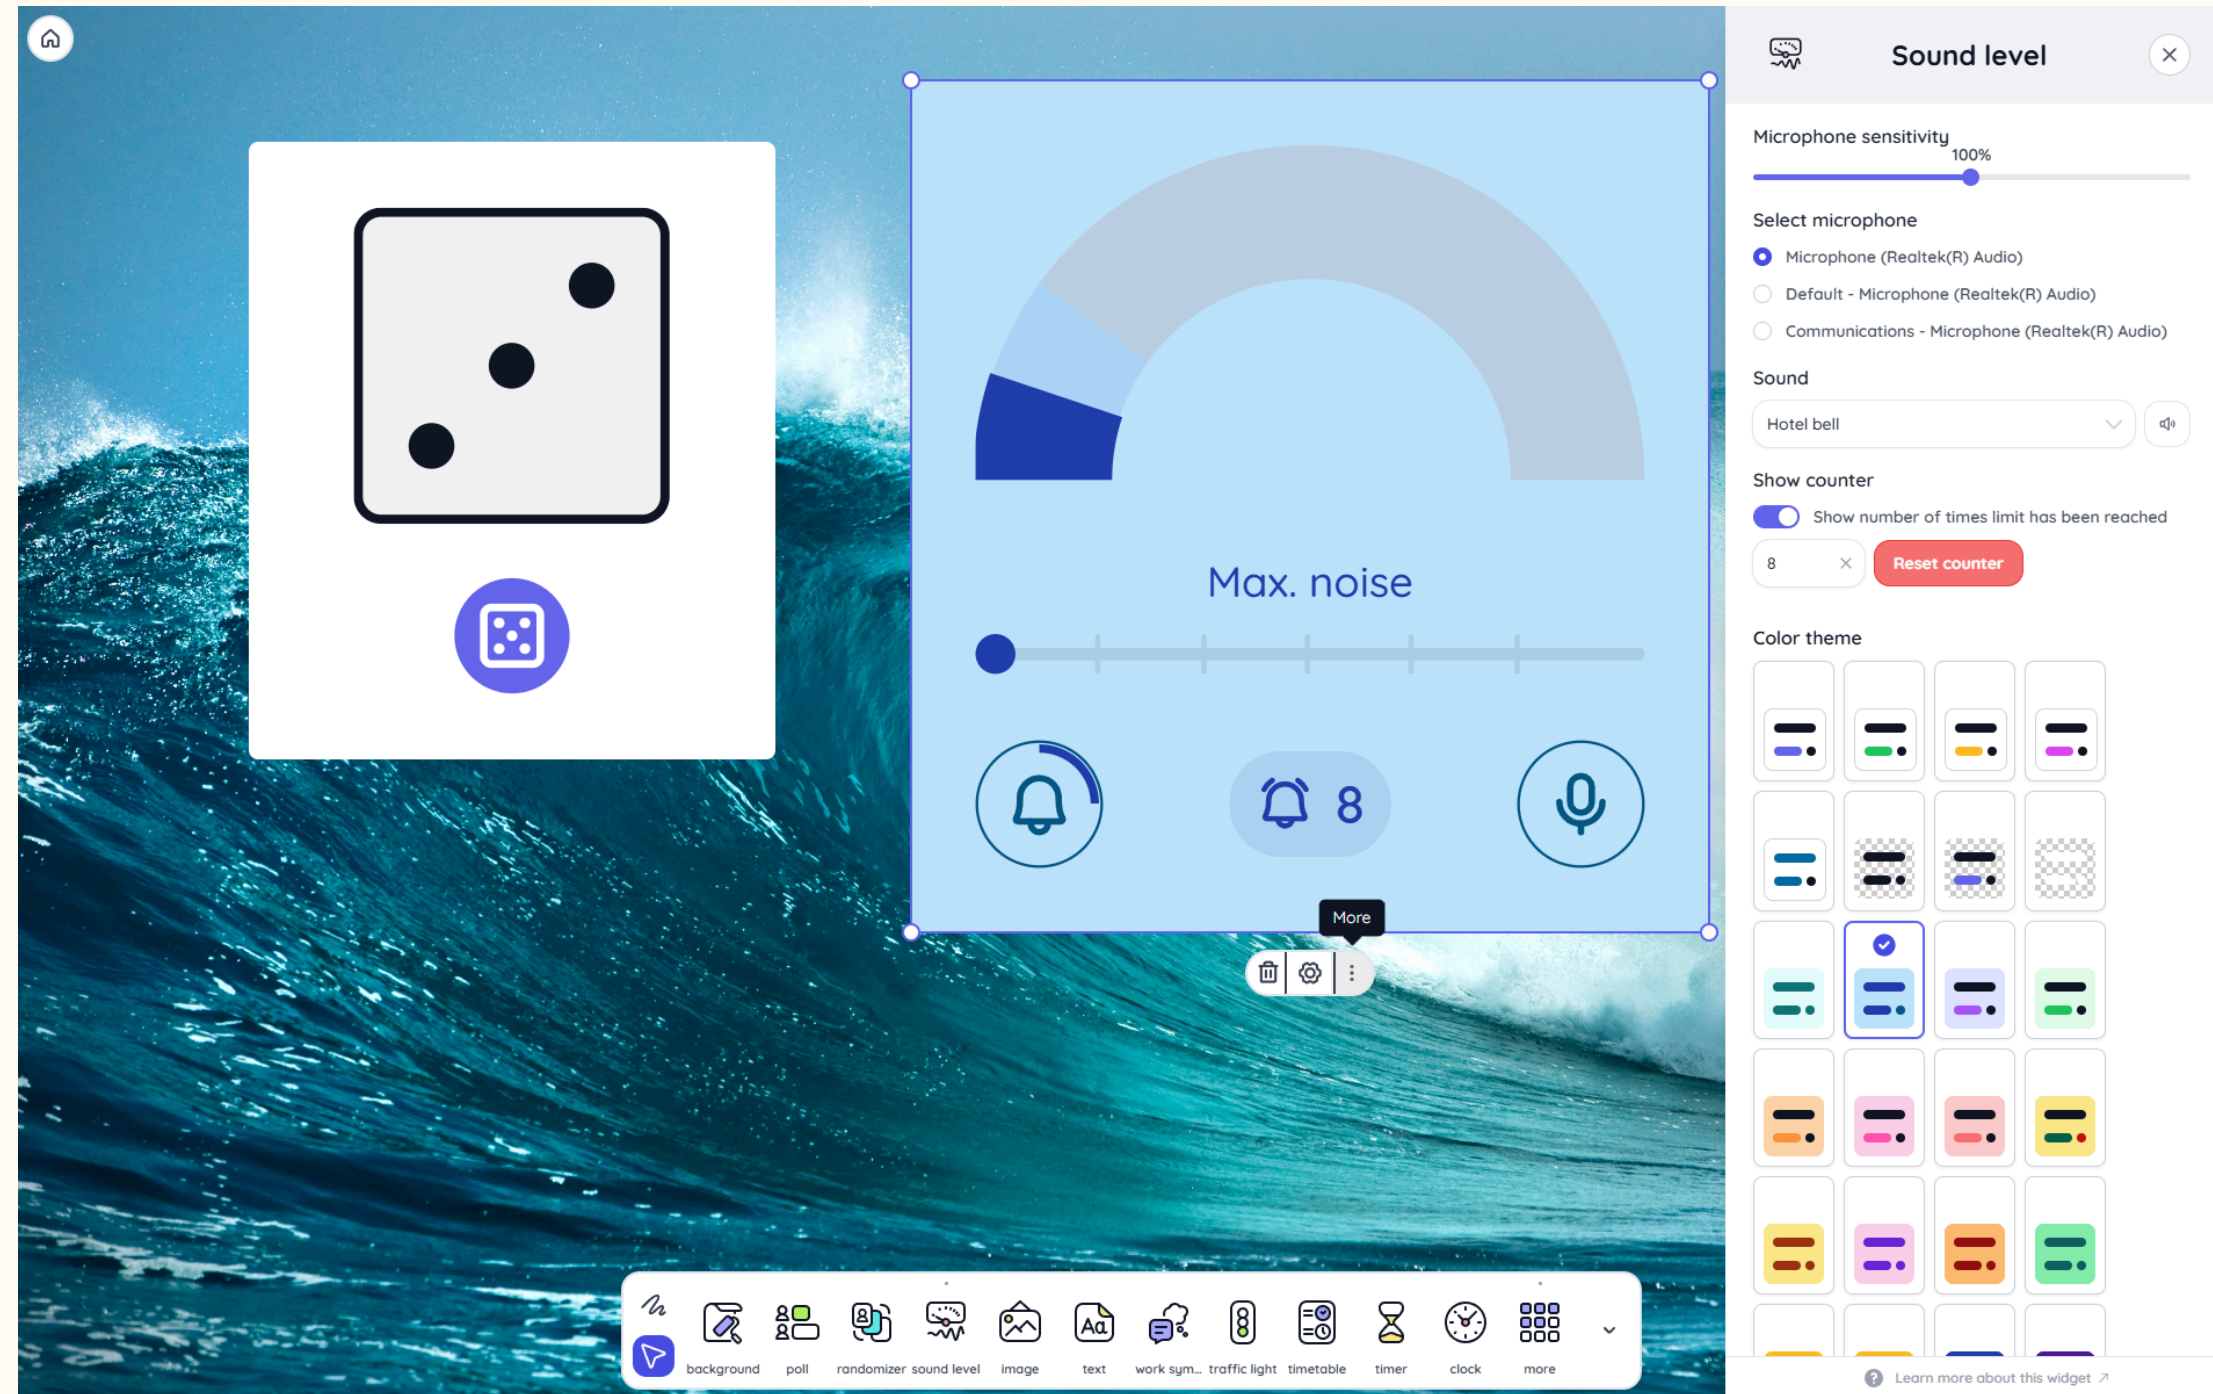 Sound level
Microphone sensitivity
100%
Select microphone
Microphone (Realtek(R) Audio)
Default - Microphone (Realtek(R) Audio)
Communications - Microphone (Realtek(R) Audio)
Sound
Hotel bell
Show counter
Show number of times limit has been reached
8
Reset counter
Color theme
Max. noise
8
More
background
poll
randomizer
sound level
image
Aa
text
work sym...
traffic light
timetable
timer
clock
more
? Learn more about this widget